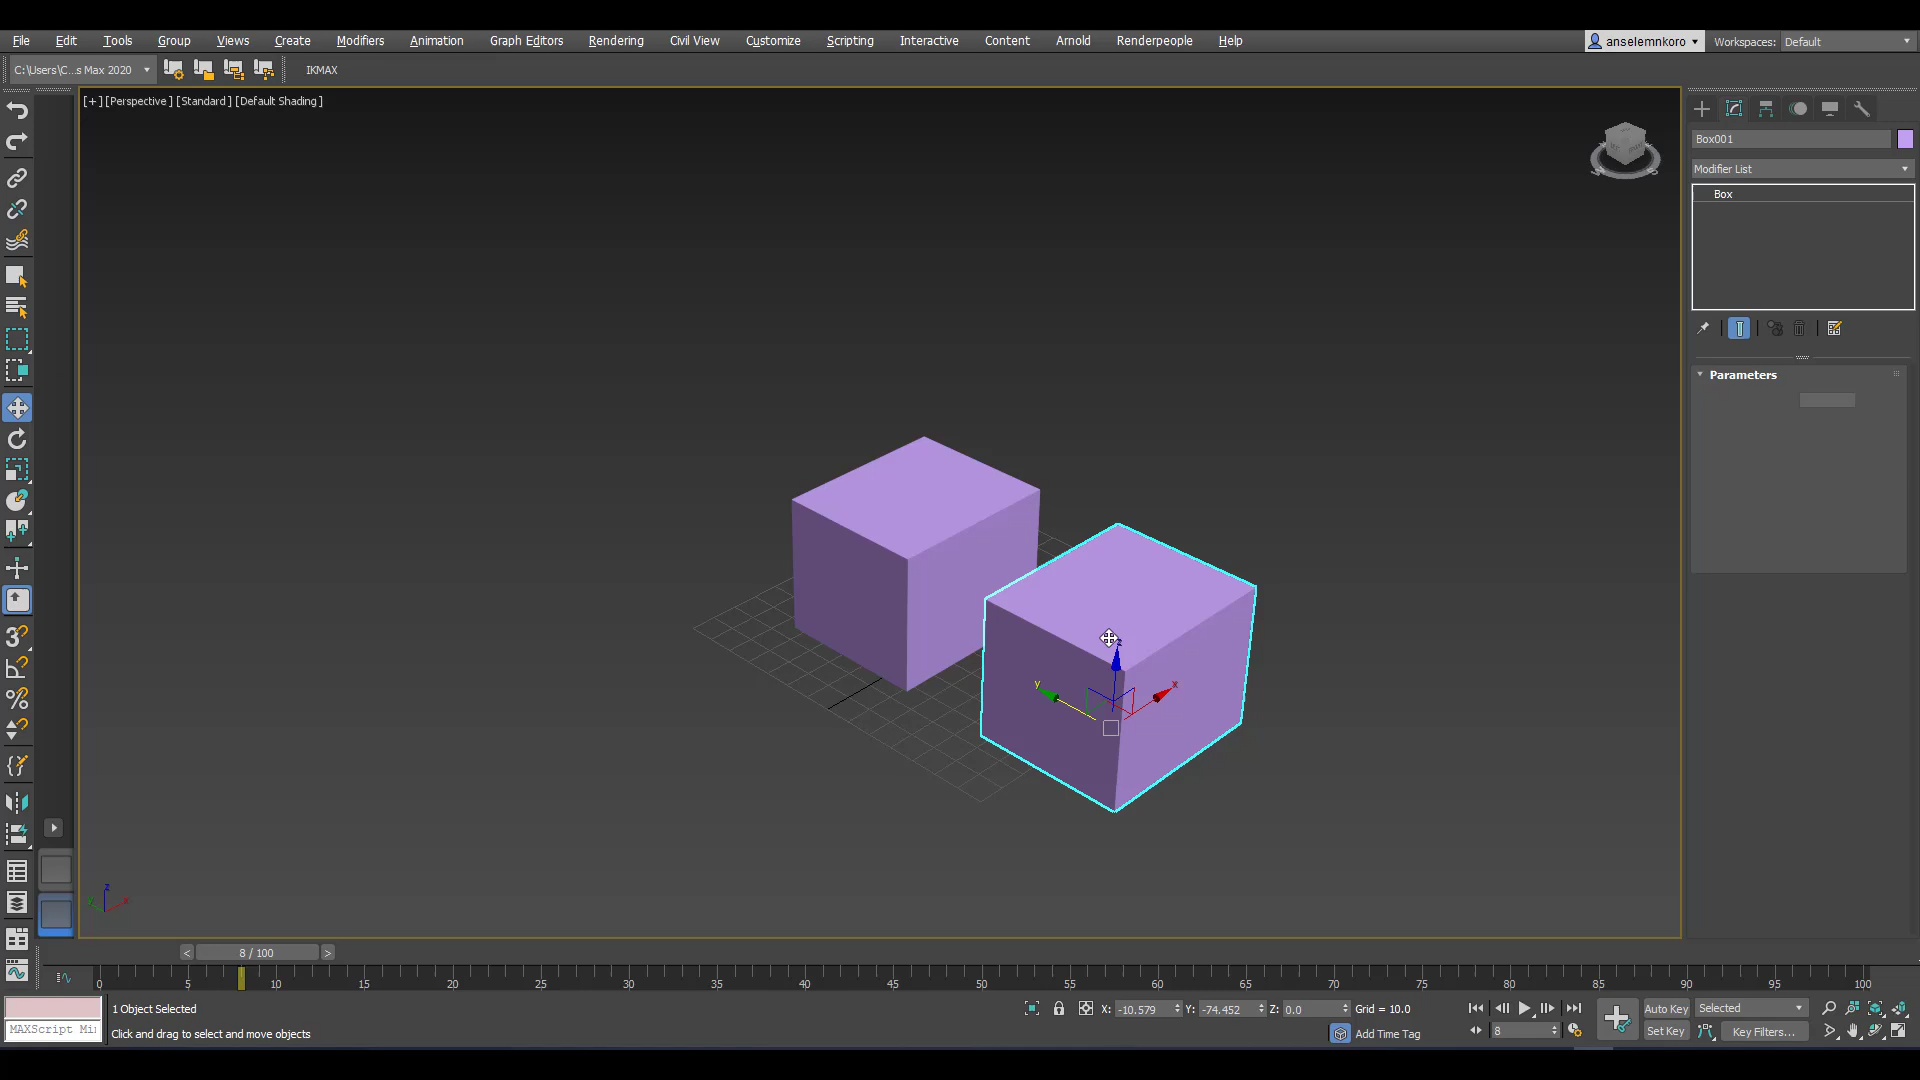 File Edit Tools Group Views Create Modifiers Animation Graph Editors Rendering Civil View Customize Scripting Interactive Content Arnold Renderpeople Help anselemnkoro Workspaces: Default
C:\Users\C...s Max 2020 IKMAX
[+] [Perspective] [Standard] [Default Shading]
Box001
Modifier List
Box
Parameters
z
y x
z
y x
8 / 100
0 5 10 15 20 25 30 35 40 45 50 55 60 65 70 75 80 85 90 95 100
1 Object Selected X: -10.579 Y: -74.452 Z: 0.0 Grid = 10.0 Auto Key Selected
MAXScript Mi Click and drag to select and move objects Add Time Tag 8 Set Key Key Filters...